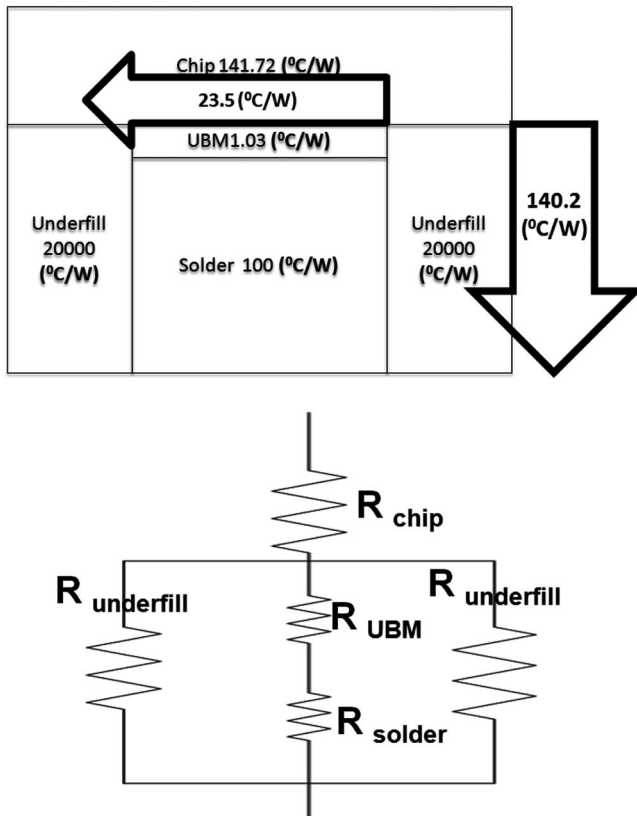 Chip 141.72 (⁰C/W)
23.5 (⁰C/W)
UBM1.03 (⁰C/W)
Underfill
20000
(⁰C/W)
Solder 100 (⁰C/W)
Underfill
20000
(⁰C/W)
140.2
(⁰C/W)
R chip
R underfill
R UBM
R underfill
R solder